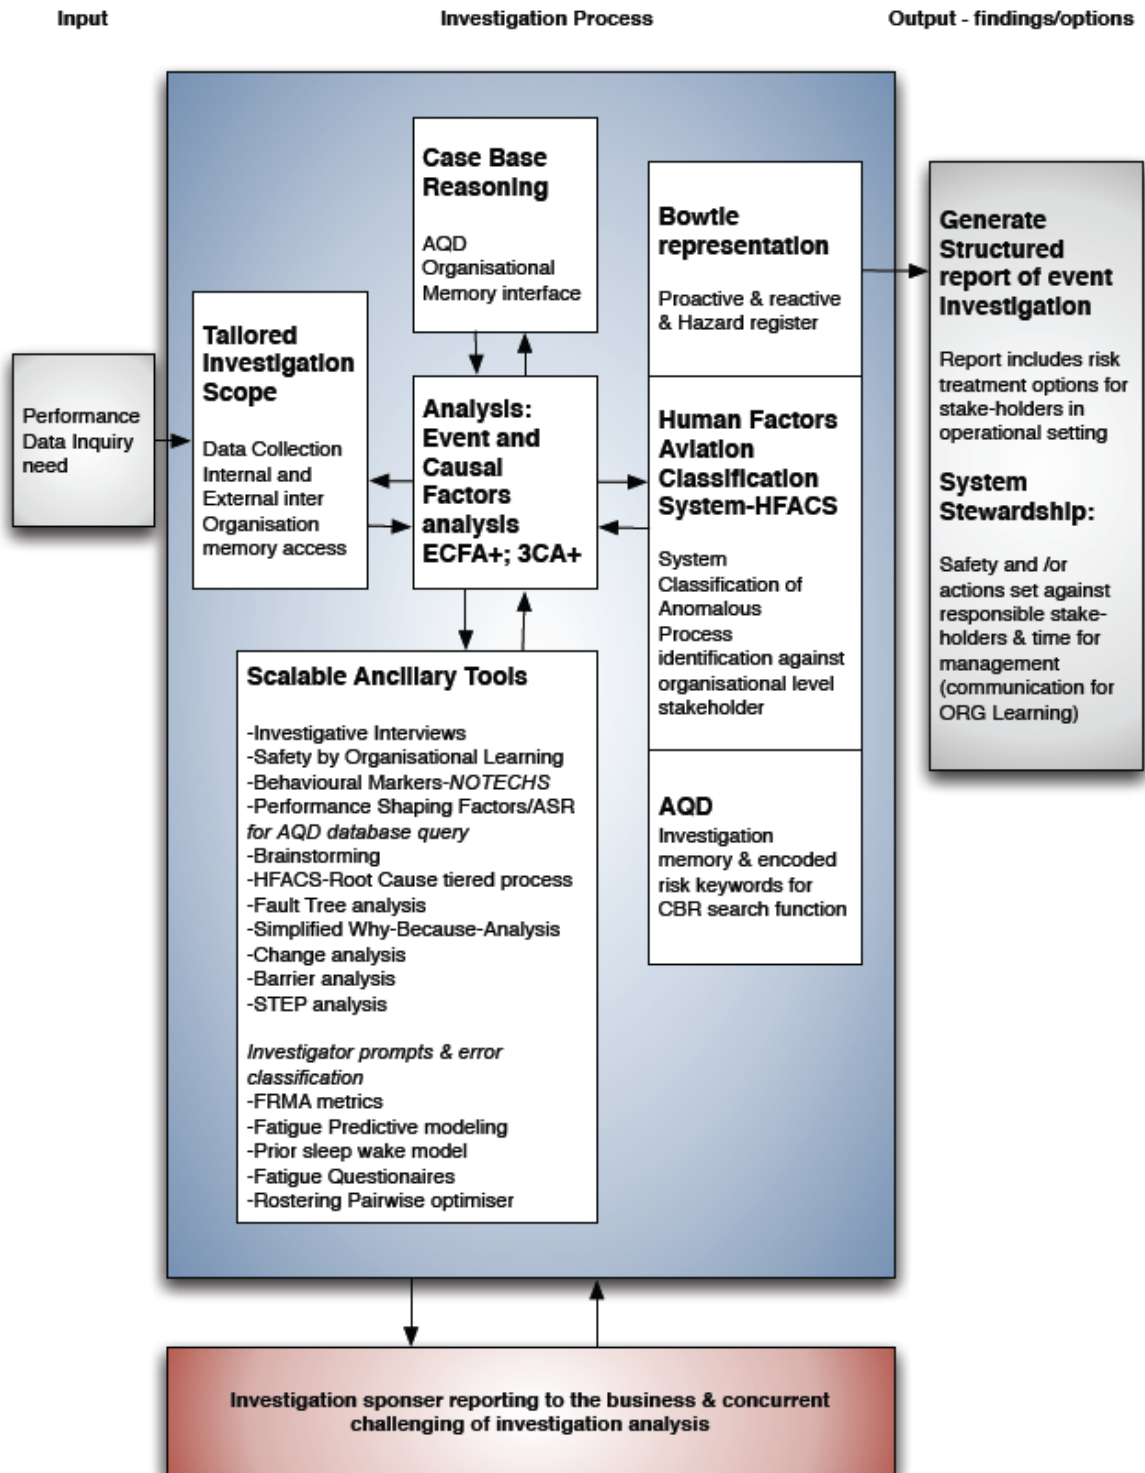 Input
Investigation Process
Output - findings/options
Case Base
Reasoning
AQD
Organisational
Memory interface
Bowtie
representation
Proactive & reactive
& Hazard register
Generate
Structured
report of event
Investigation
Report includes risk
treatment options for
stake-holders in
operational setting
System
Stewardship:
Safety and /or
actions set against
responsible stake-
holders & time for
management
(communication for
ORG Learning)
Tailored
Investigation
Scope
Data Collection
Internal and
External inter
Organisation
memory access
Performance
Data Inquiry
need
Analysis:
Event and
Causal
Factors
analysis
ECFA+; 3CA+
Human Factors
Aviation
Classification
System-HFACS
System
Classification of
Anomalous
Process
identification against
organisational level
stakeholder
Scalable Ancillary Tools
-Investigative Interviews
-Safety by Organisational Learning
-Behavioural Markers-NOTECHS
-Performance Shaping Factors/ASR
for AQD database query
-Brainstorming
-HFACS-Root Cause tiered process
-Fault Tree analysis
-Simplified Why-Because-Analysis
-Change analysis
-Barrier analysis
-STEP analysis
Investigator prompts & error
classification
-FRMA metrics
-Fatigue Predictive modeling
-Prior sleep wake model
-Fatigue Questionaires
-Rostering Pairwise optimiser
AQD
Investigation
memory & encoded
risk keywords for
CBR search function
Investigation sponser reporting to the business & concurrent
challenging of investigation analysis